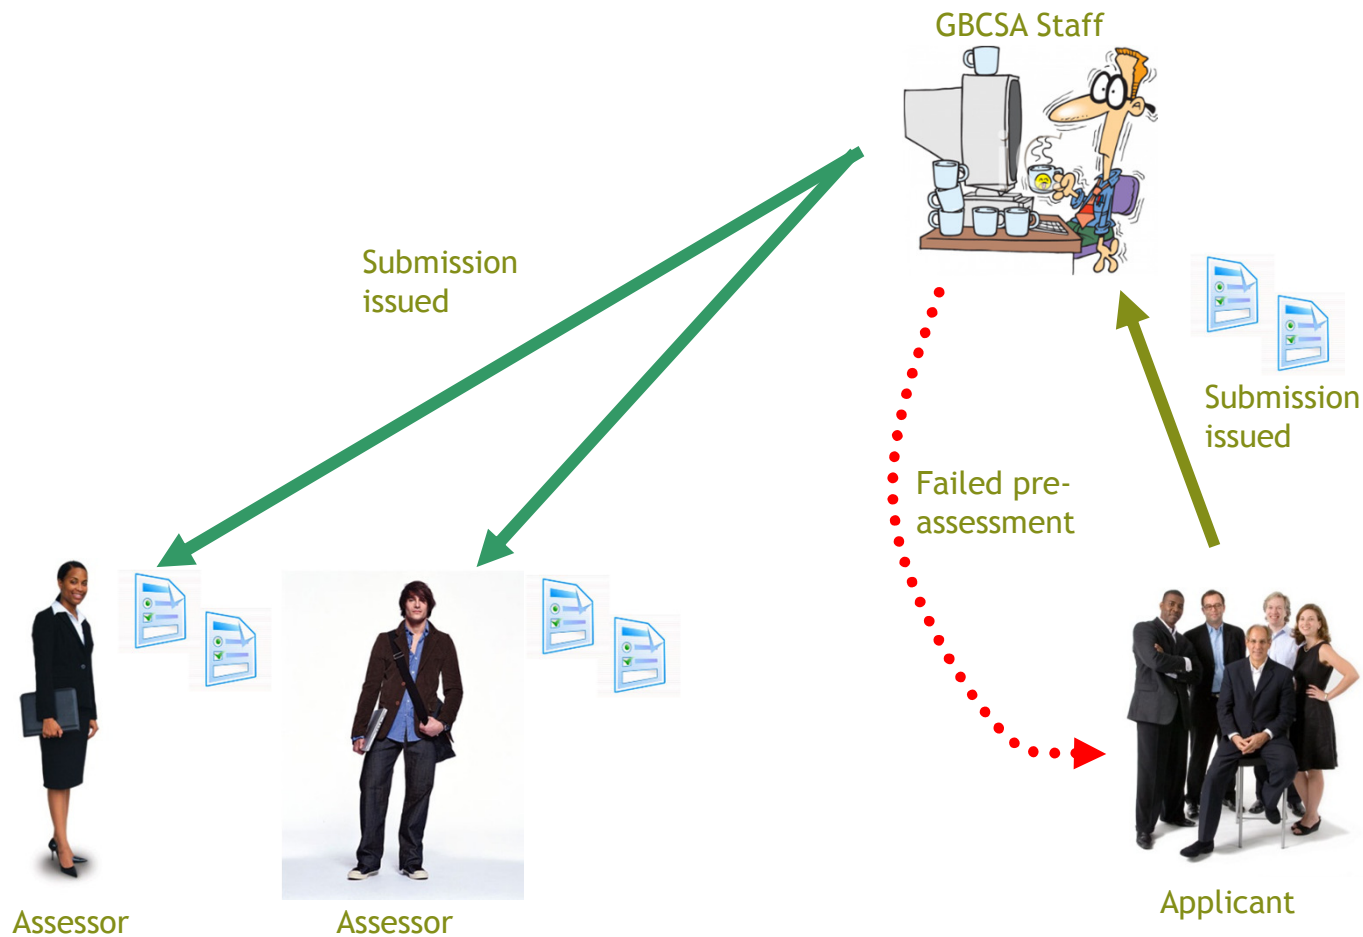 GBCSA Staff
Submission
issued
Submission
issued
Failed pre-
assessment
Assessor
Assessor
Applicant